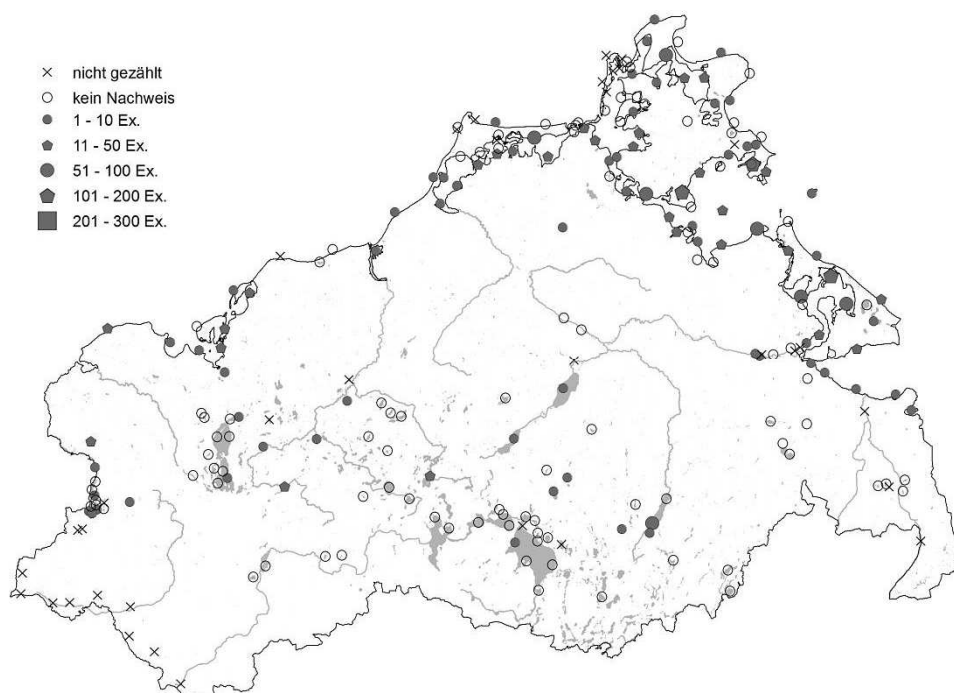 nicht gezählt
kein Nachweis
1 - 10 Ex.
11 - 50 Ex.
51 - 100 Ex.
101 - 200 Ex.
201 - 300 Ex.